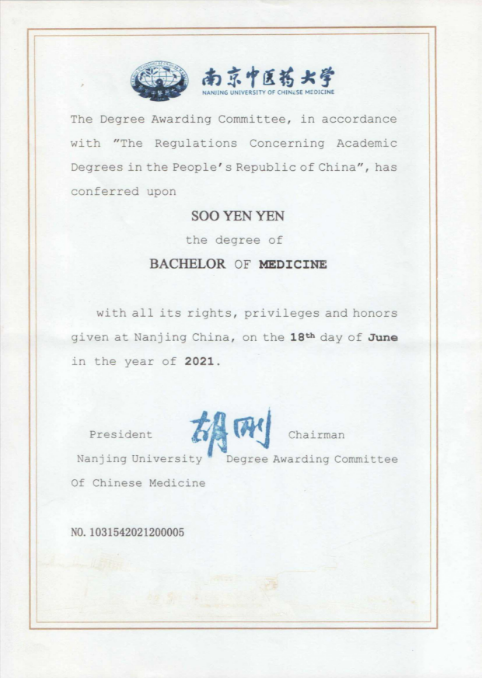 南京中医药大学
NANJING UNIVERSITY OF CHINESE MEDICINE
The Degree Awarding Committee, in accordance
with "The Regulations Concerning Academic
Degrees in the People's Republic of China", has
conferred upon
SOO YEN YEN
the degree of
BACHELOR OF MEDICINE
with all its rights, privileges and honors
given at Nanjing China, on the 18th day of June
in the year of 2021.
胡刚
President Chairman
Nanjing University Degree Awarding Committee
Of Chinese Medicine
NO. 1031542021200005